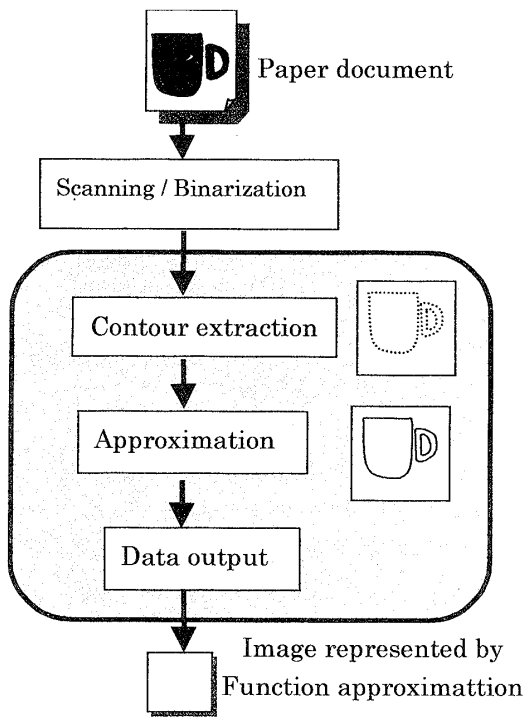 Paper document
Scanning / Binarization
Contour extraction
Approximation
Data output
Image represented by
Function approximattion